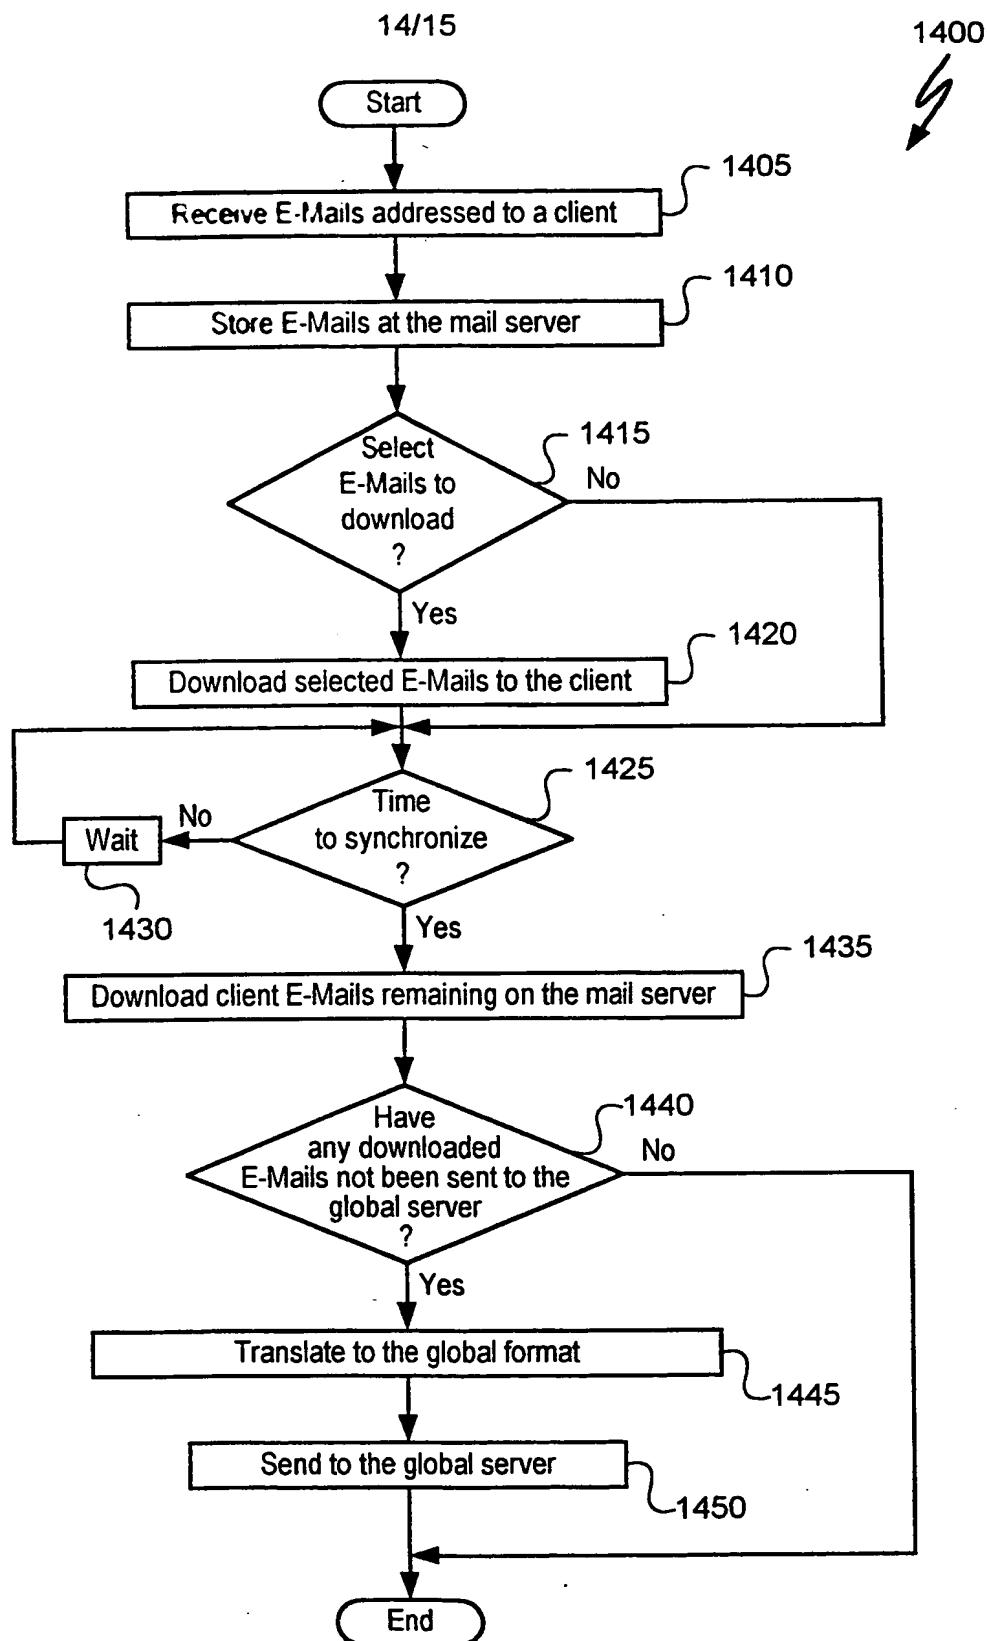 14/15
1400
Start
1405
Receive E-Mails addressed to a client
1410
Store E-Mails at the mail server
1415
Select
E-Mails to
download
?
No
Yes
1420
Download selected E-Mails to the client
1425
Time
to synchronize
?
No
Wait
1430
Yes
1435
Download client E-Mails remaining on the mail server
1440
Have
any downloaded
E-Mails not been sent to the
global server
?
No
Yes
Translate to the global format
1445
Send to the global server
1450
End